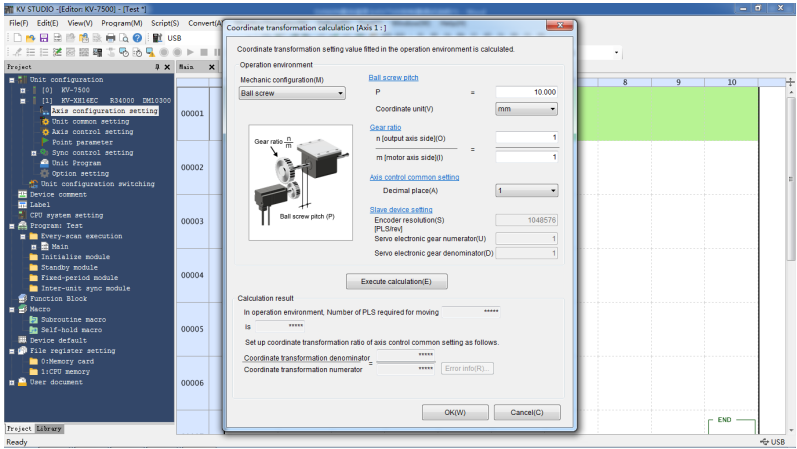 KV STUDIO -[Editor: KV-7500] - [Test *]
File(F) Edit(E) View(V) Program(M) Script(S) Convert(A
USB
Project
Unit configuration
[0] KV-7500
[1] KV-XH16EC R34000 DM10300
Axis configuration setting
Unit common setting
Axis control setting
Point parameter
Sync control setting
Unit Program
Option setting
Unit configuration switching
Device comment
Label
CPU system setting
Program: Test
Every-scan execution
Main
Initialize module
Standby module
Fixed-period module
Inter-unit sync module
Function Block
Macro
Subroutine macro
Self-hold macro
Device default
File register setting
0:Memory card
1:CPU memory
User document
Project Library
Ready
Main
00001
00002
00003
00004
00005
00006
Coordinate transformation calculation [Axis 1 : ]
Coordinate transformation setting value fitted in the operation environment is calculated.
Operation environment
Mechanic configuration(M)
Ball screw
Gear ratio n
m
Ball screw pitch (P)
Ball screw pitch
P = 10.000
Coordinate unit(V) mm
Gear ratio
n [output axis side](O) 1
=
m [motor axis side](I) 1
Axis control common setting
Decimal place(A) 1
Slave device setting
Encoder resolution(S) 1048576
[PLS/rev]
Servo electronic gear numerator(U) 1
Servo electronic gear denominator(D) 1
Execute calculation(E)
Calculation result
In operation environment, Number of PLS required for moving *****
is *****
Set up coordinate transformation ratio of axis control common setting as follows.
Coordinate transformation denominator *****
=
Coordinate transformation numerator ***** Error info(R)...
OK(W) Cancel(C)
8 9 10
END
USB